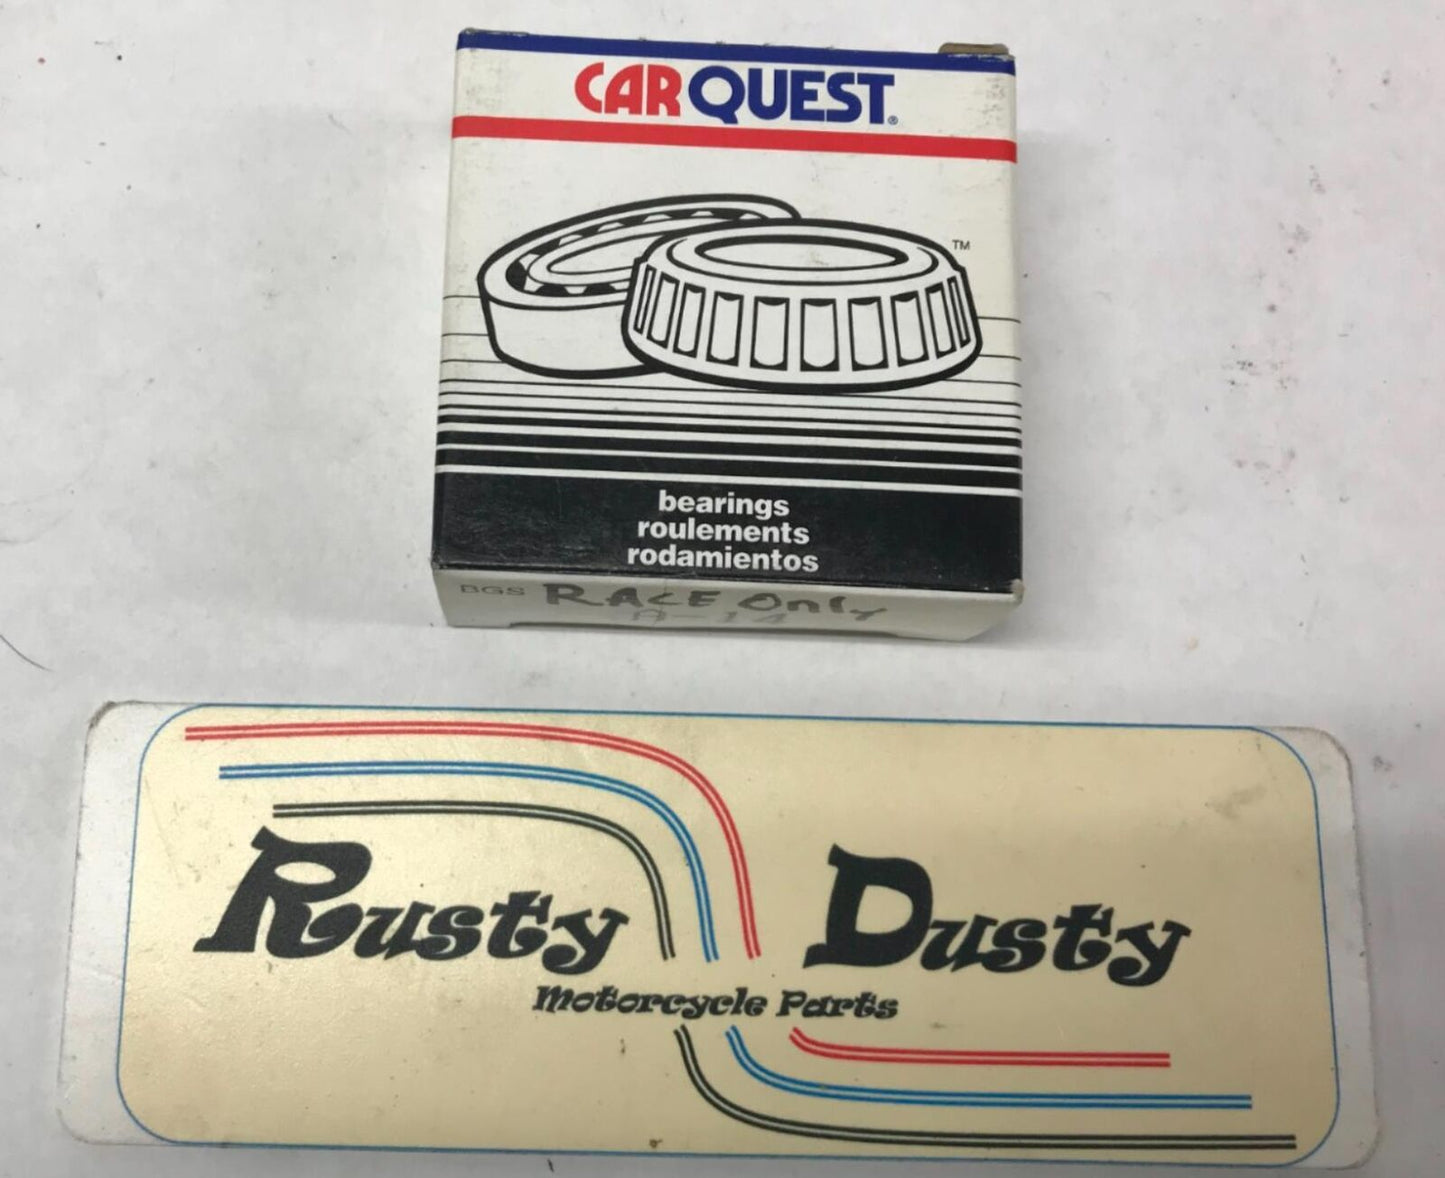 CARQUEST®
TM
bearings
roulements
rodamientos
BGS RACE Only
A-14
Rusty Dusty
Motorcycle Parts